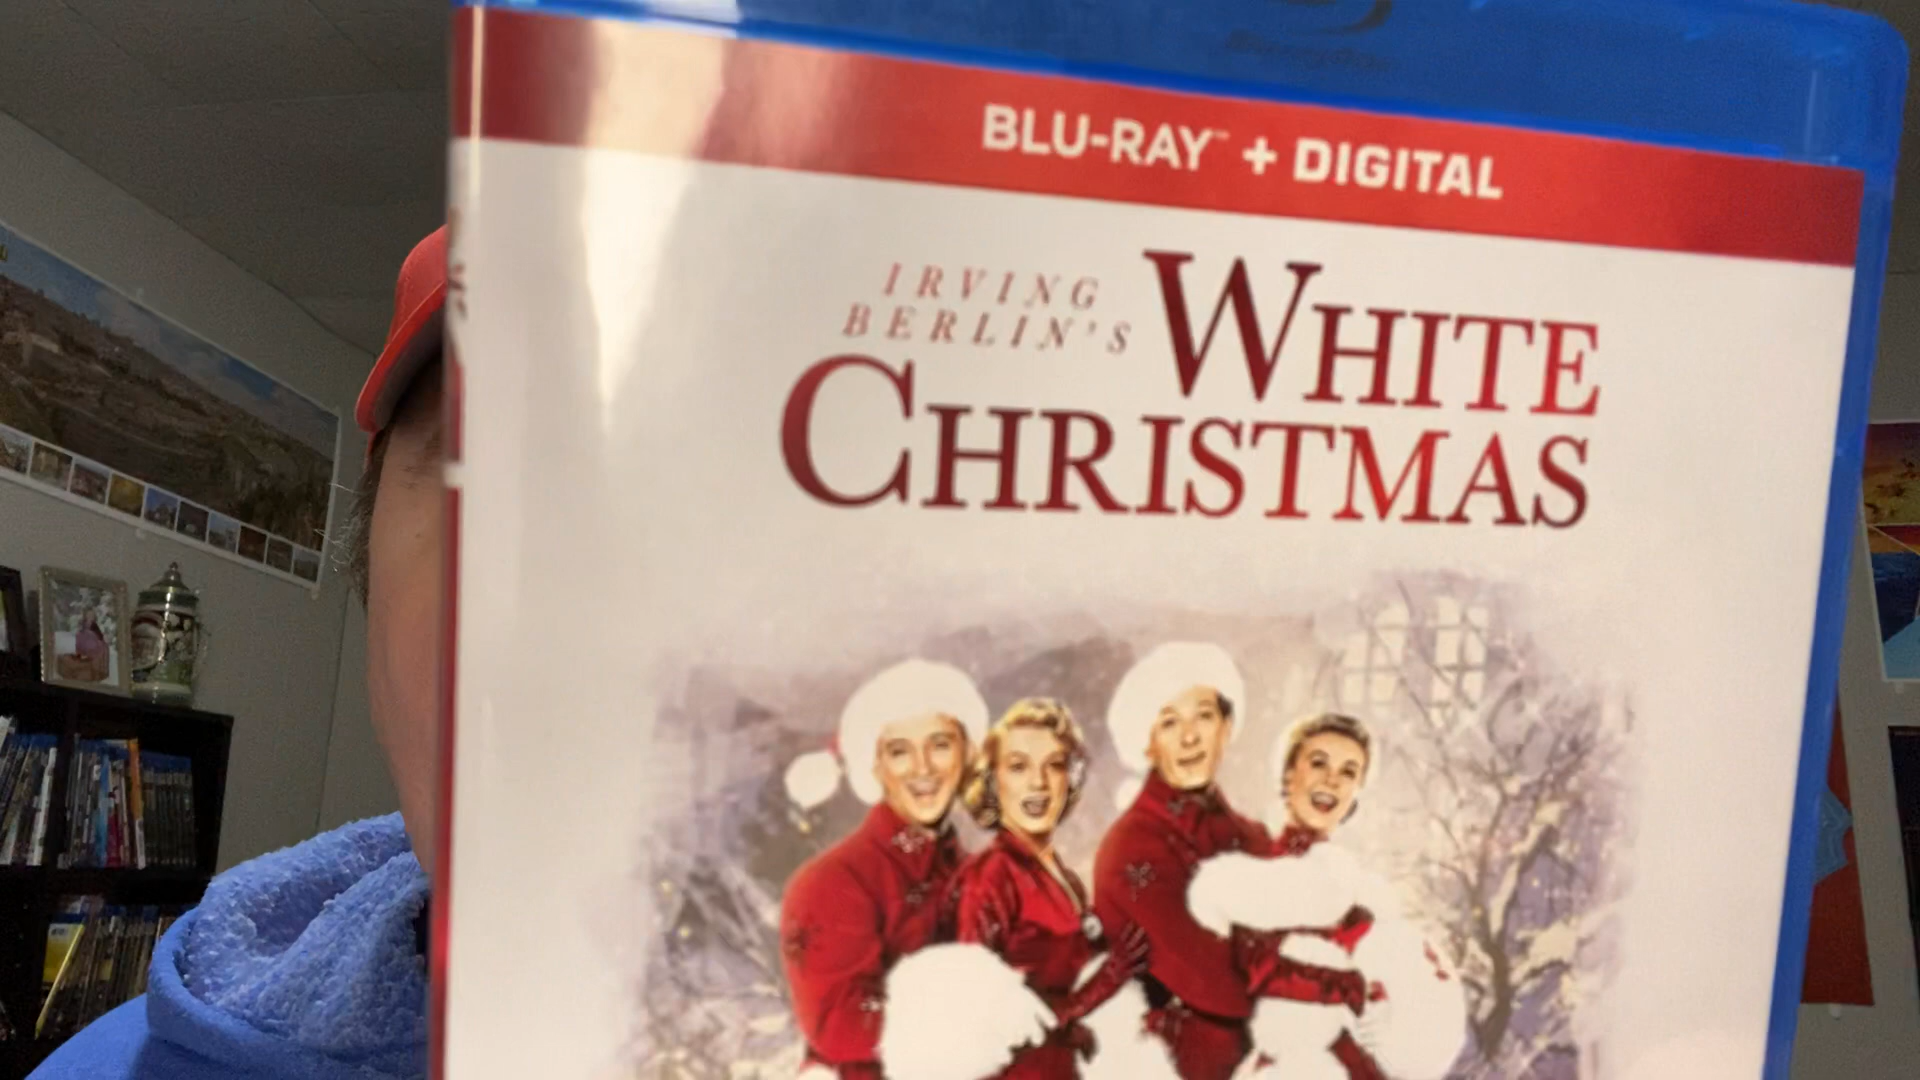 BLU-RAY™ + DIGITAL
IRVING
BERLIN'S
WHITE
CHRISTMAS